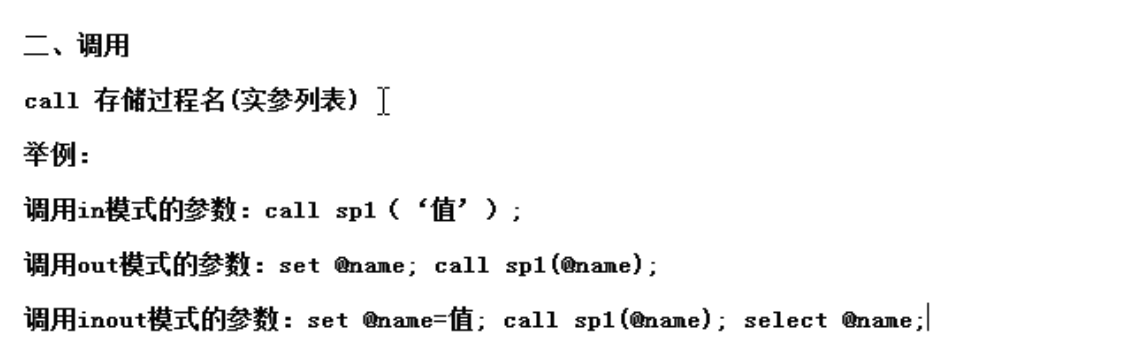 二、调用
call 存储过程名(实参列表)
举例：
调用in模式的参数：call sp1（‘值’）;
调用out模式的参数：set @name; call sp1(@name);
调用inout模式的参数：set @name=值; call sp1(@name); select @name;